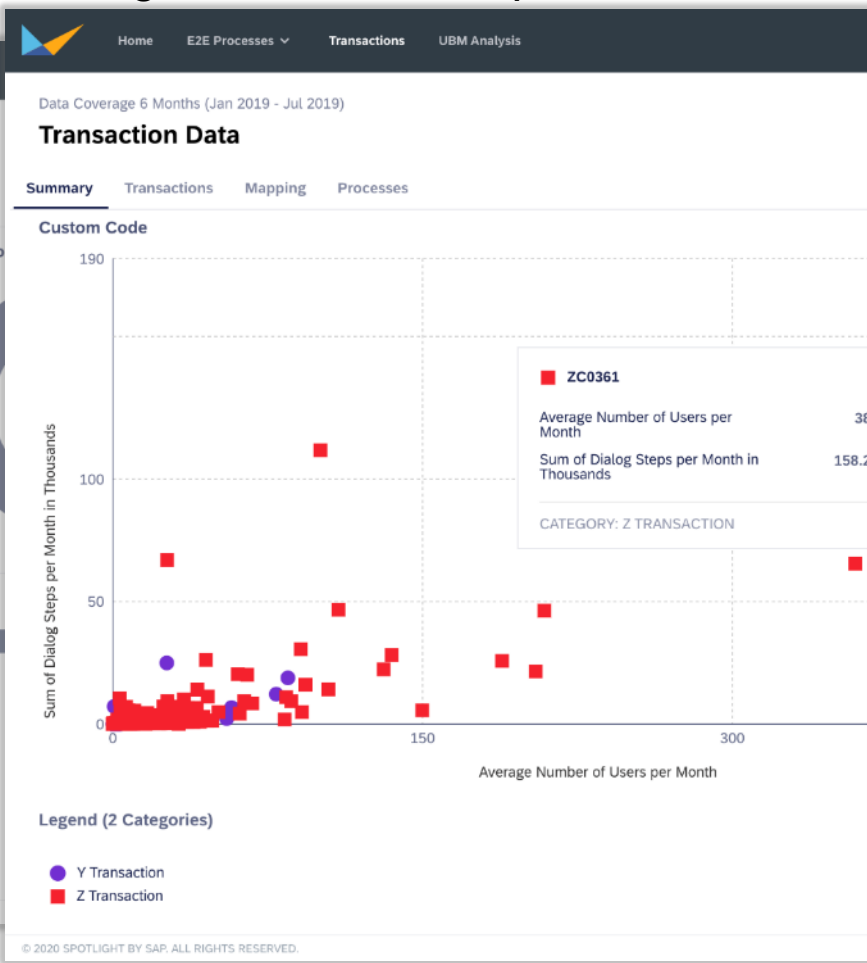 Home E2E Processes Transactions UBM Analysis
Data Coverage 6 Months (Jan 2019 - Jul 2019)
Transaction Data
Summary Transactions Mapping Processes
Custom Code
190
100
50
0
0 150 300
Sum of Dialog Steps per Month in Thousands
Average Number of Users per Month
ZC0361
Average Number of Users per
Month
38
Sum of Dialog Steps per Month in
Thousands
158.2
CATEGORY: Z TRANSACTION
Legend (2 Categories)
Y Transaction
Z Transaction
© 2020 SPOTLIGHT BY SAP. ALL RIGHTS RESERVED.